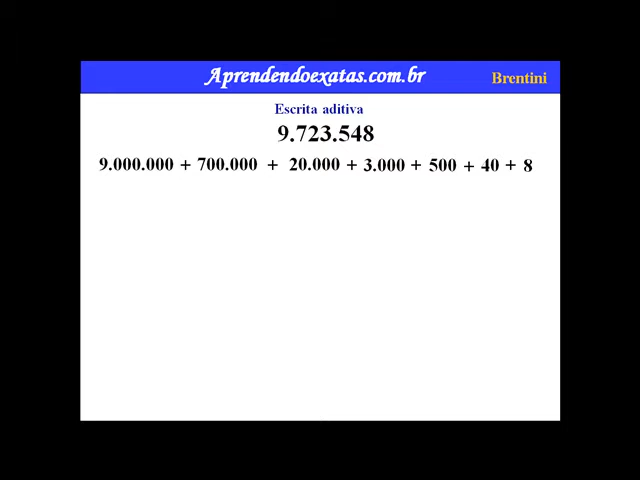 Aprendendoexatas.com.br
Brentini
Escrita aditiva
9.723.548
9.000.000 + 700.000 + 20.000 + 3.000 + 500 + 40 + 8